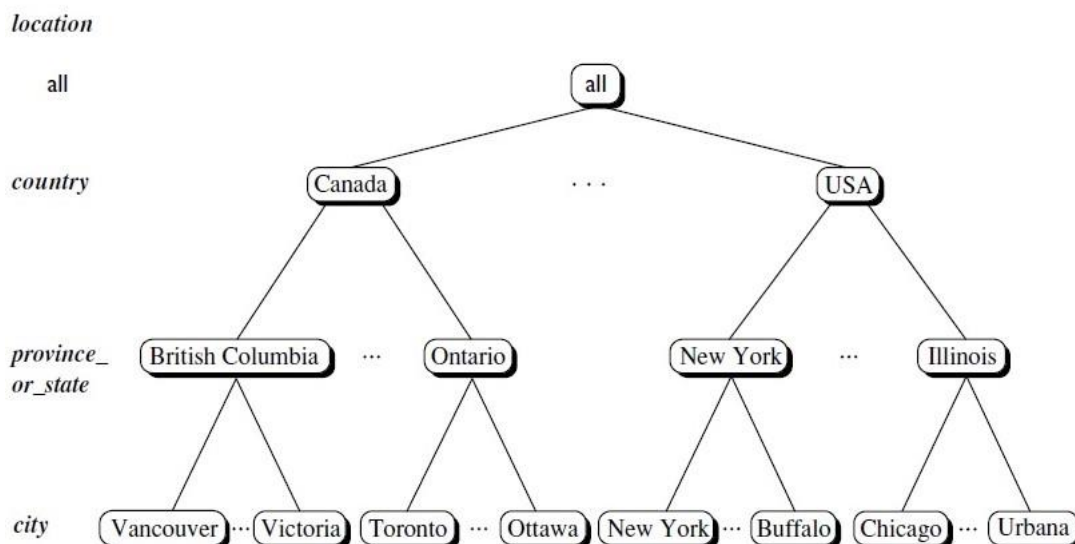 location
all all
country Canada ... USA
province_ British Columbia ... Ontario New York ... Illinois
or_state
city Vancouver ... Victoria Toronto ... Ottawa New York ... Buffalo Chicago ... Urbana